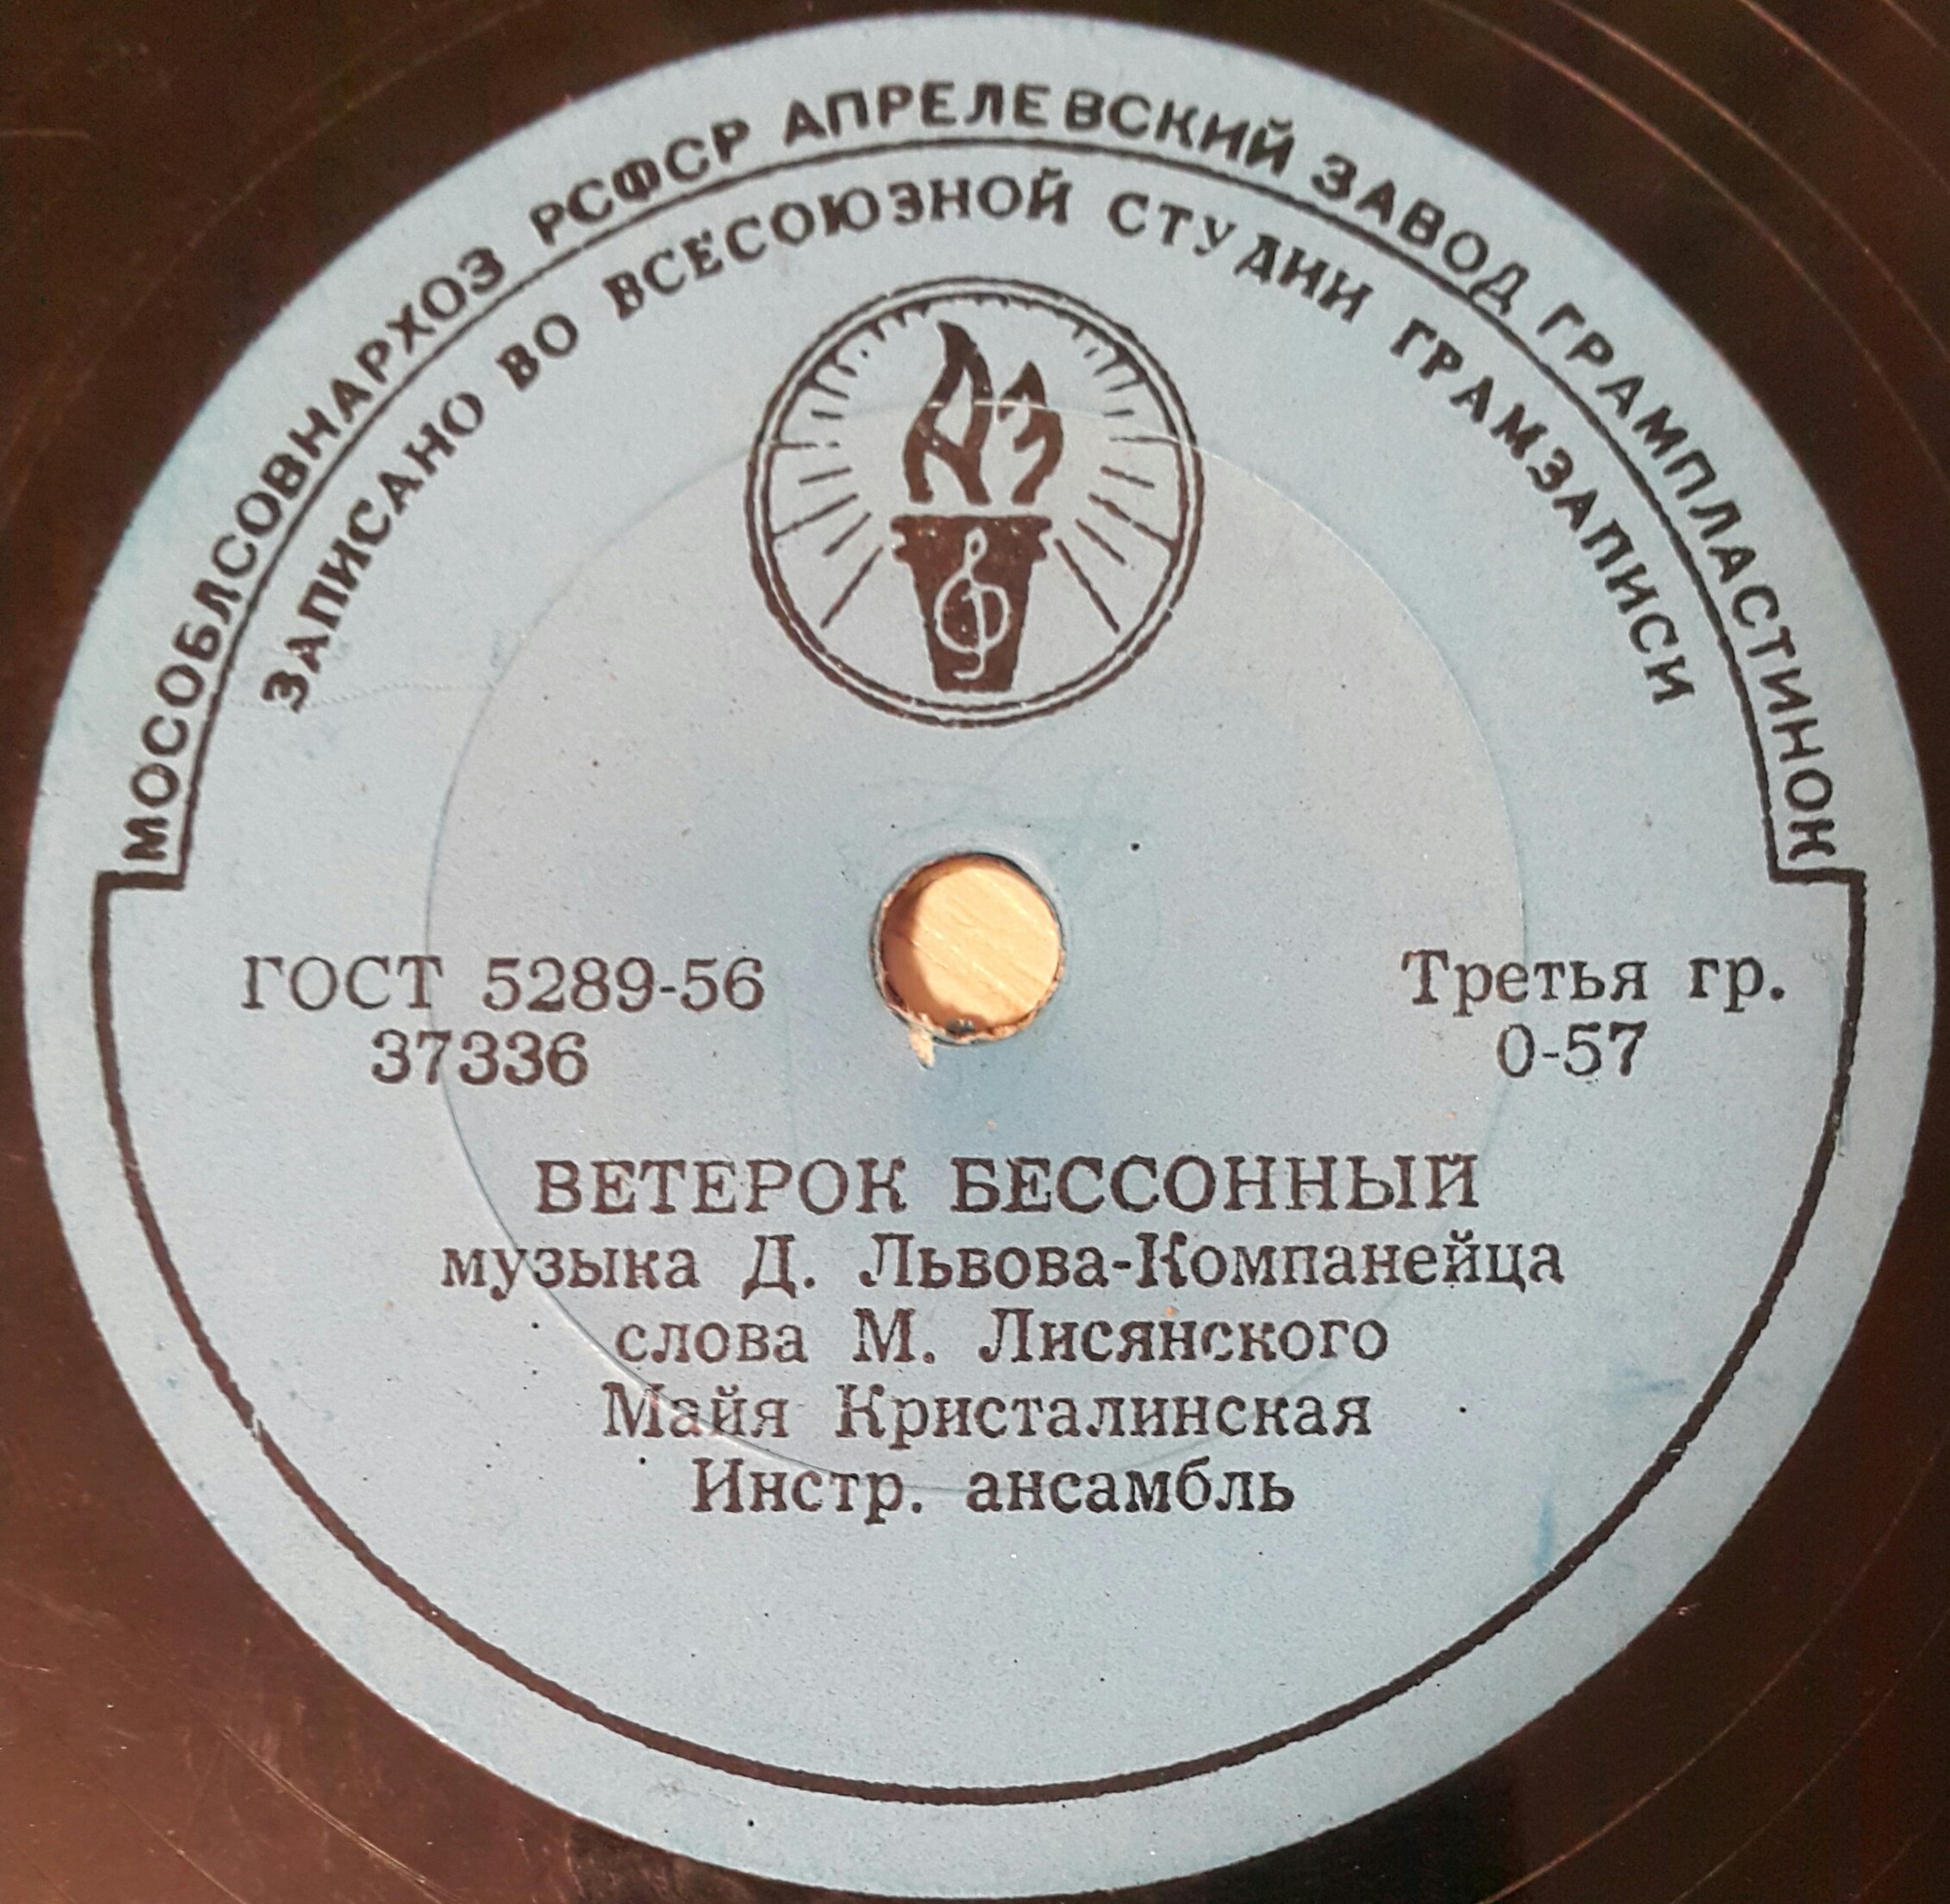 МОСОБЛСОВНАРХОЗ РСФСР АПРЕЛЕВСКИЙ ЗАВОД ГРАМПЛАСТИНОК
ЗАПИСАНО ВО ВСЕСОЮЗНОЙ СТУДИИ ГРАМЗАПИСИ
ГОСТ 5289-56
37336
Третья гр.
0-57
ВЕТЕРОК БЕССОННЫЙ
музыка Д. Львова-Компанейца
слова М. Лисянского
Майя Кристалинская
Инстр. ансамбль